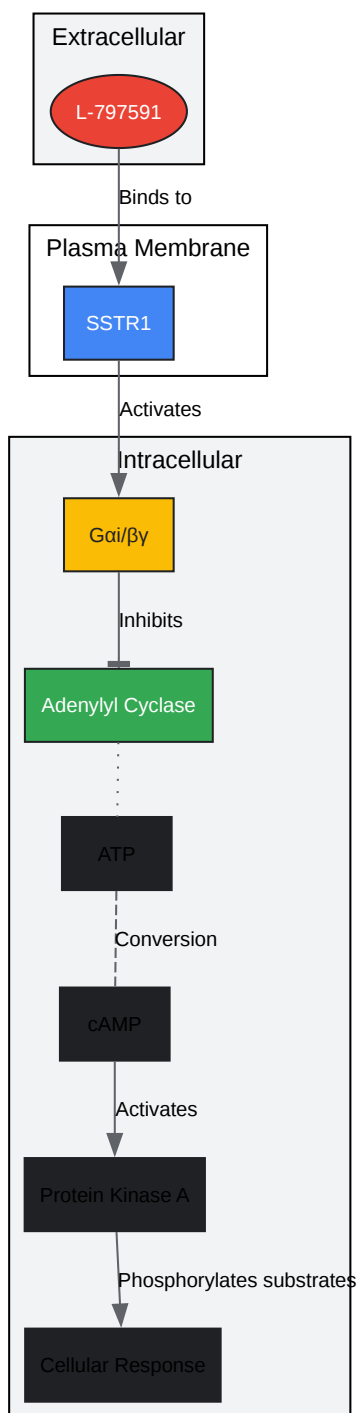 Extracellular
L-797591
Binds to
Plasma Membrane
SSTR1
Activates
Intracellular
Gαi/βγ
Inhibits
Adenylyl Cyclase
ATP
Conversion
cAMP
Activates
Protein Kinase A
Phosphorylates substrates
Cellular Response